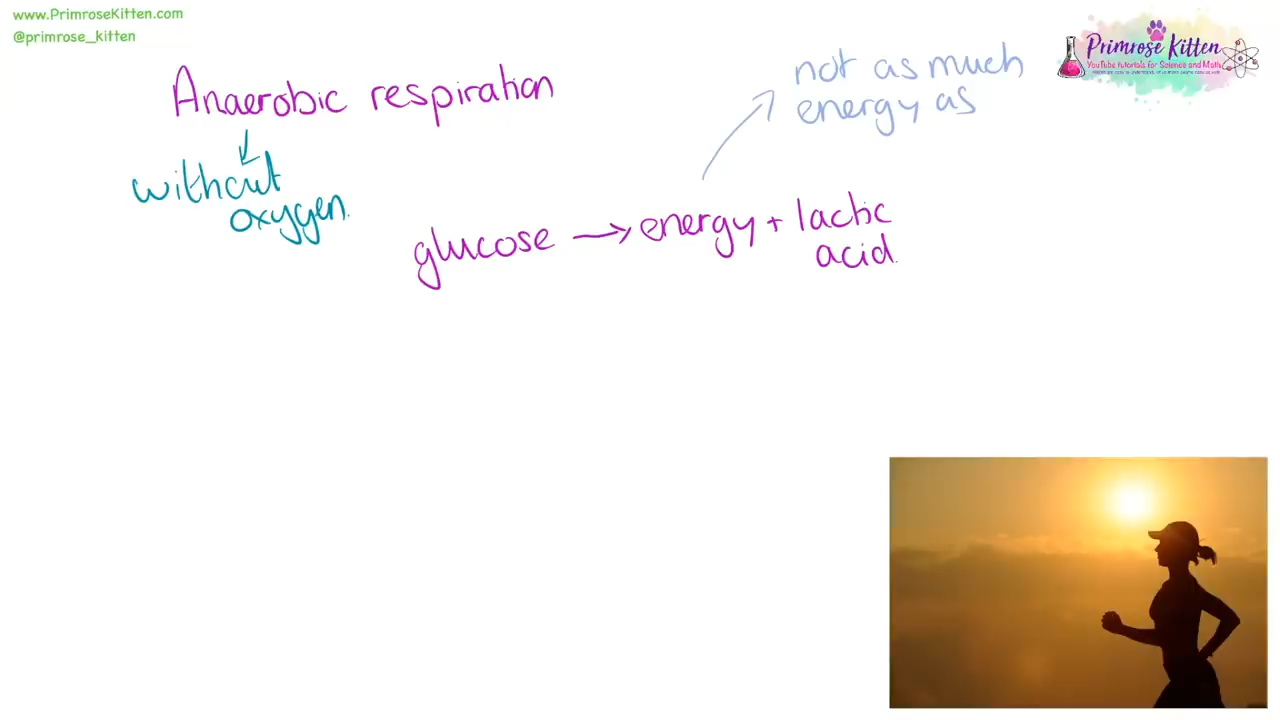 www.PrimroseKitten.com
@primrose_kitten
Primrose Kitten
YouTube tutorials for Science and Math
Anaerobic respiration
not as much
energy as
without
oxygen.
glucose → energy + lactic
acid.